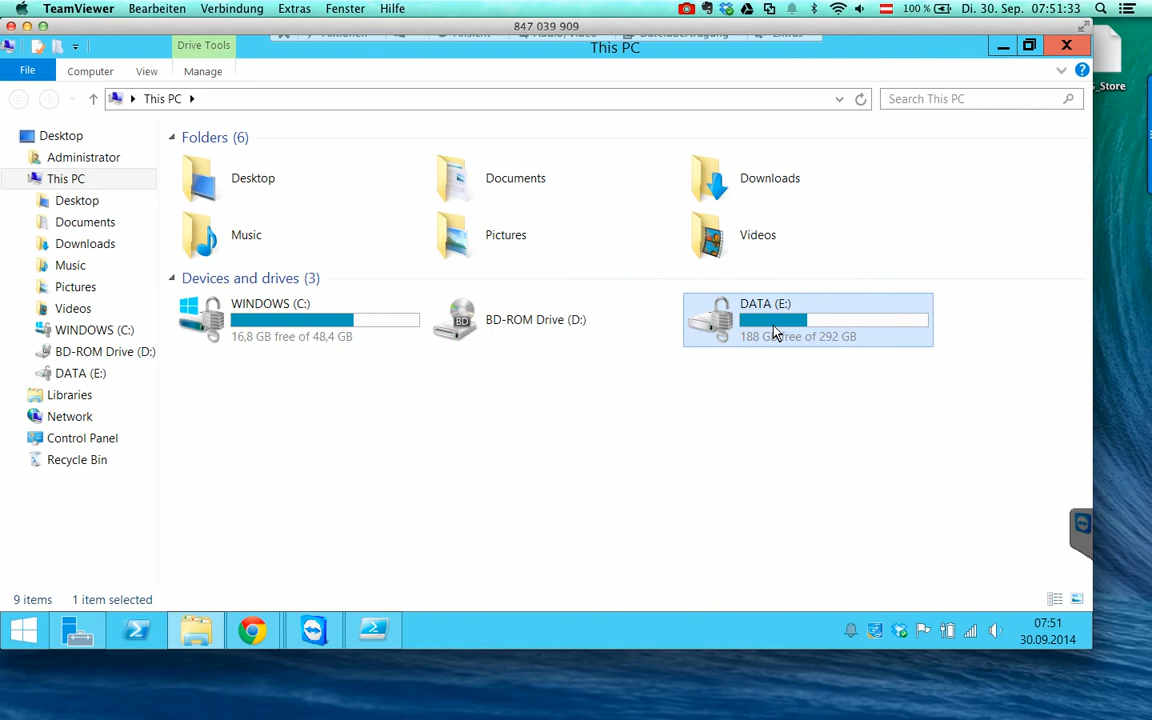 TeamViewer Bearbeiten Verbindung Extras Fenster Hilfe 100 % Di. 30. Sep. 07:51:33
847 039 909
Drive Tools
This PC
File Computer View Manage
_Store
This PC
Search This PC
Desktop
Administrator
This PC
Desktop
Documents
Downloads
Music
Pictures
Videos
WINDOWS (C:)
BD-ROM Drive (D:)
DATA (E:)
Libraries
Network
Control Panel
Recycle Bin
Folders (6)
Desktop
Documents
Downloads
Music
Pictures
Videos
Devices and drives (3)
WINDOWS (C:)
16,8 GB free of 48,4 GB
BD
BD-ROM Drive (D:)
DATA (E:)
188 GB free of 292 GB
9 items 1 item selected
07:51
30.09.2014